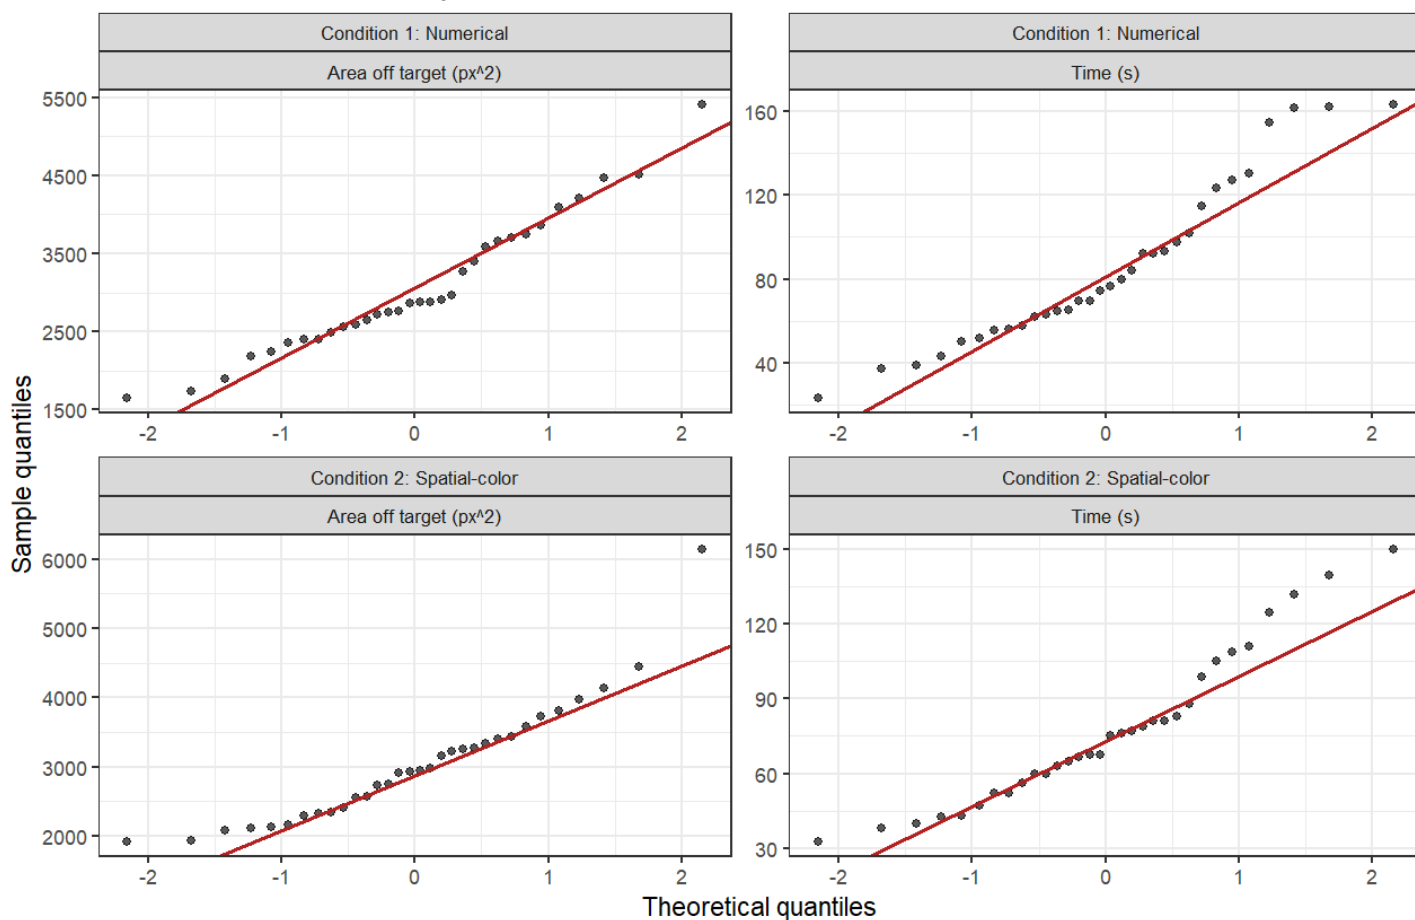 Condition 1: Numerical
Area off target (px^2)
5500
4500
3500
2500
1500
-2 -1 0 1 2
Condition 1: Numerical
Time (s)
160
120
80
40
-2 -1 0 1 2
Sample quantiles
Condition 2: Spatial-color
Area off target (px^2)
6000
5000
4000
3000
2000
-2 -1 0 1 2
Condition 2: Spatial-color
Time (s)
150
120
90
60
30
-2 -1 0 1 2
Theoretical quantiles